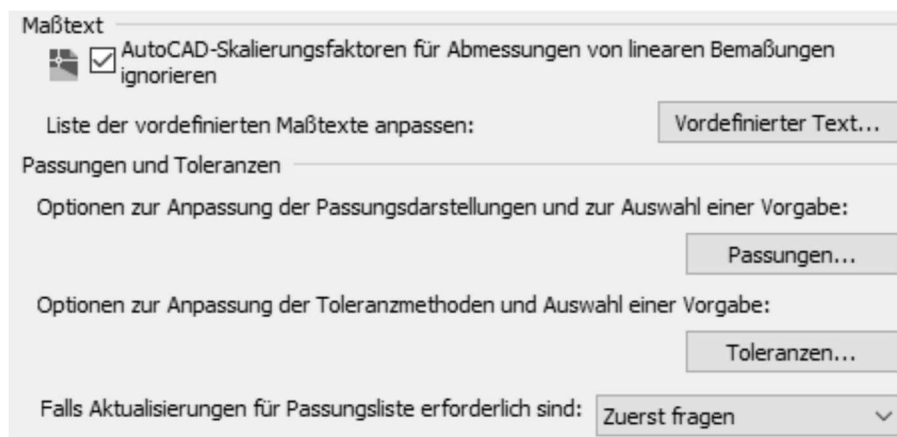 Maßtext
AutoCAD-Skalierungsfaktoren für Abmessungen von linearen Bemaßungen
ignorieren
Liste der vordefinierten Maßtexte anpassen:
Vordefinierter Text...
Passungen und Toleranzen
Optionen zur Anpassung der Passungsdarstellungen und zur Auswahl einer Vorgabe:
Passungen...
Optionen zur Anpassung der Toleranzmethoden und Auswahl einer Vorgabe:
Toleranzen...
Falls Aktualisierungen für Passungsliste erforderlich sind:
Zuerst fragen